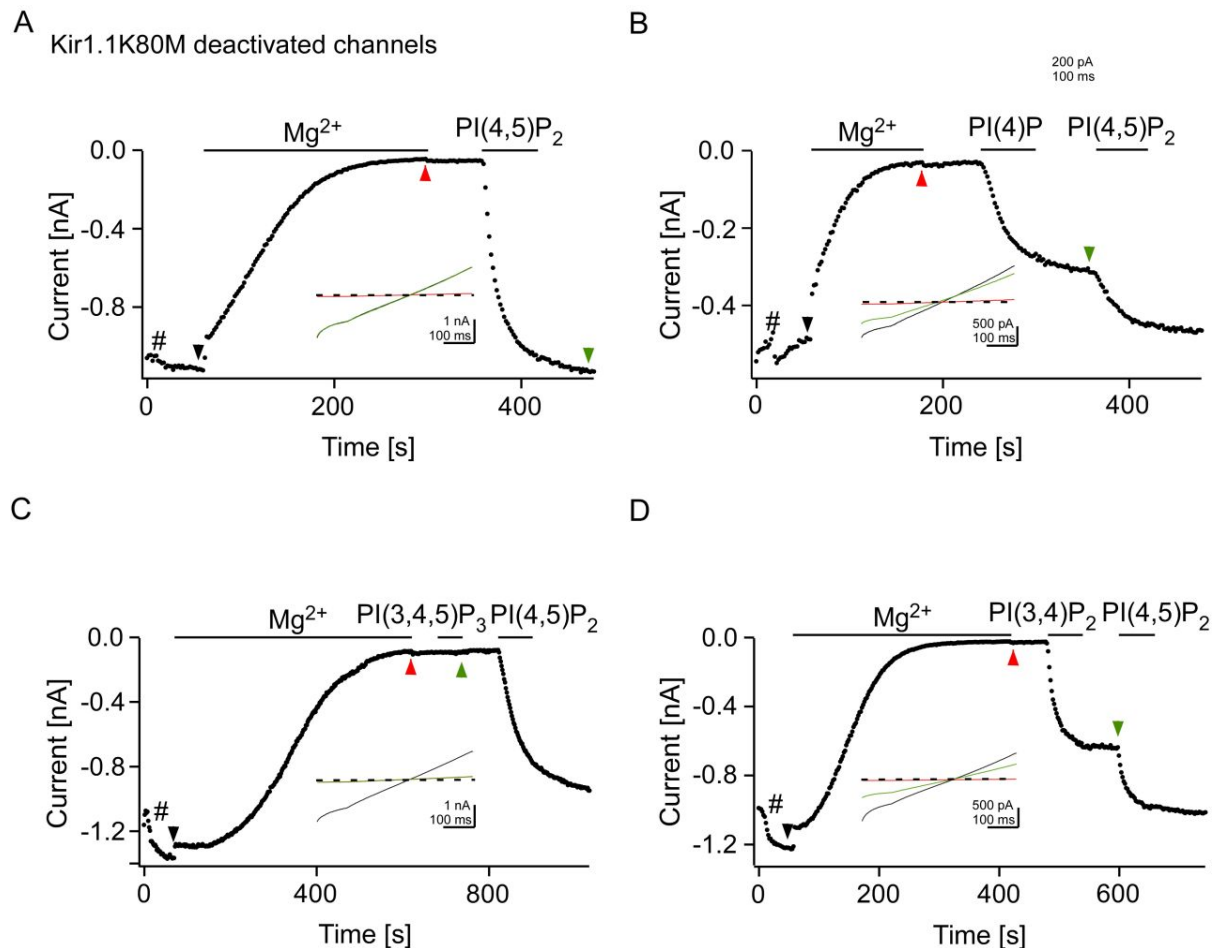 A
Kir1.1K80M deactivated channels
Mg2+
PI(4,5)P2
0.0
-0.4
-0.8
Current [nA]
#
1 nA
100 ms
0
200
400
Time [s]
B
200 pA
100 ms
Mg2+
PI(4)P
PI(4,5)P2
0.0
-0.2
-0.4
Current [nA]
#
500 pA
100 ms
0
200
400
Time [s]
C
Mg2+
PI(3,4,5)P3
PI(4,5)P2
0.0
-0.4
-0.8
-1.2
Current [nA]
#
1 nA
100 ms
0
400
800
Time [s]
D
Mg2+
PI(3,4)P2
PI(4,5)P2
0.0
-0.4
-0.8
-1.2
Current [nA]
#
500 pA
100 ms
0
200
400
600
Time [s]